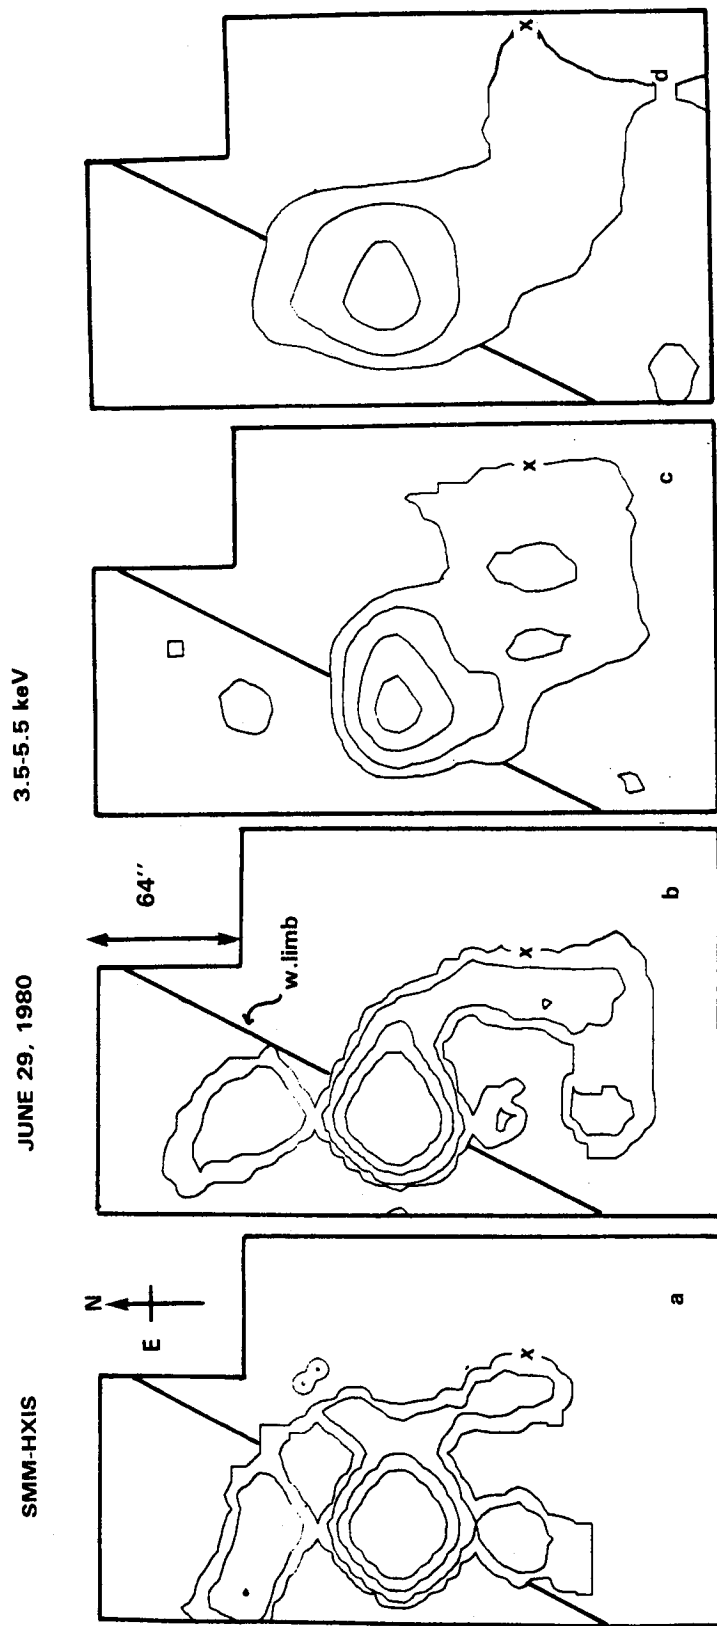 SMM-HXIS
JUNE 29, 1980
3.5-5.5 keV
N
E
64''
w.limb
x
a
x
b
x
c
x
d